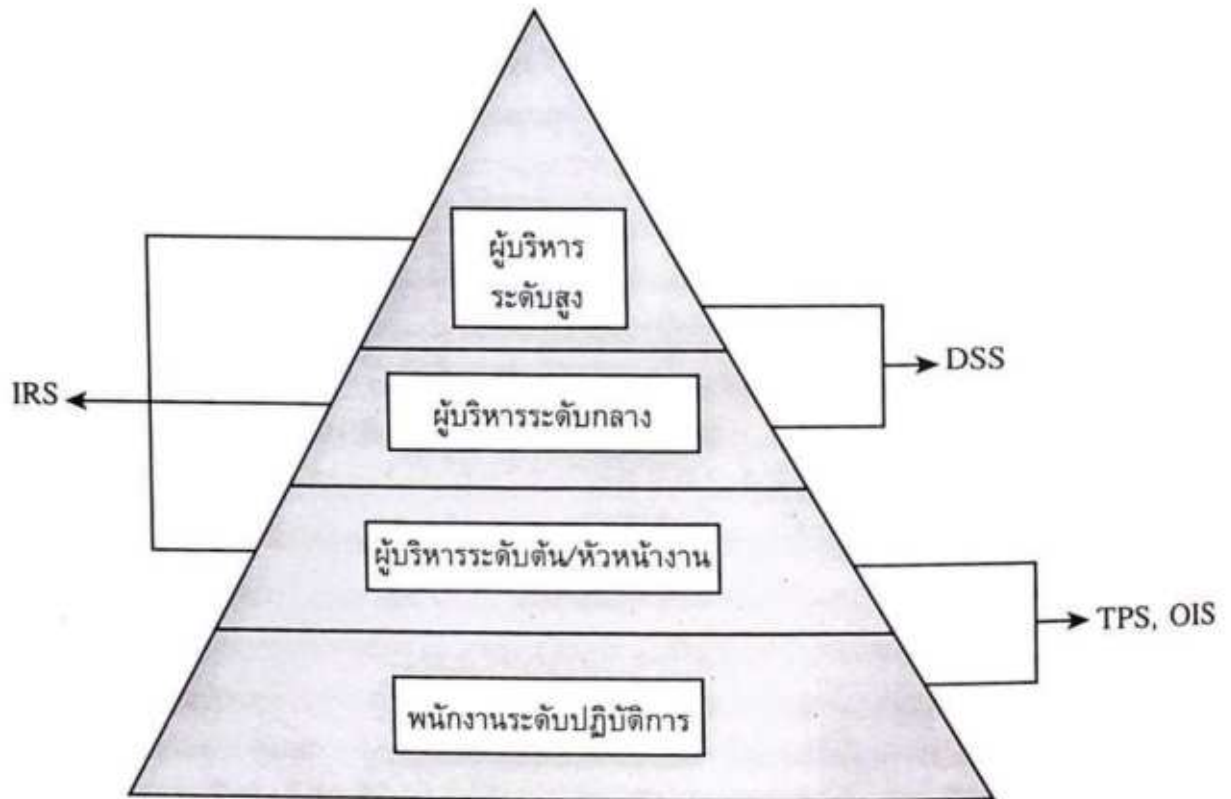 ผู้บริหาร
ระดับสูง
DSS
IRS
ผู้บริหารระดับกลาง
ผู้บริหารระดับต้น/หัวหน้างาน
TPS, OIS
พนักงานระดับปฏิบัติการ